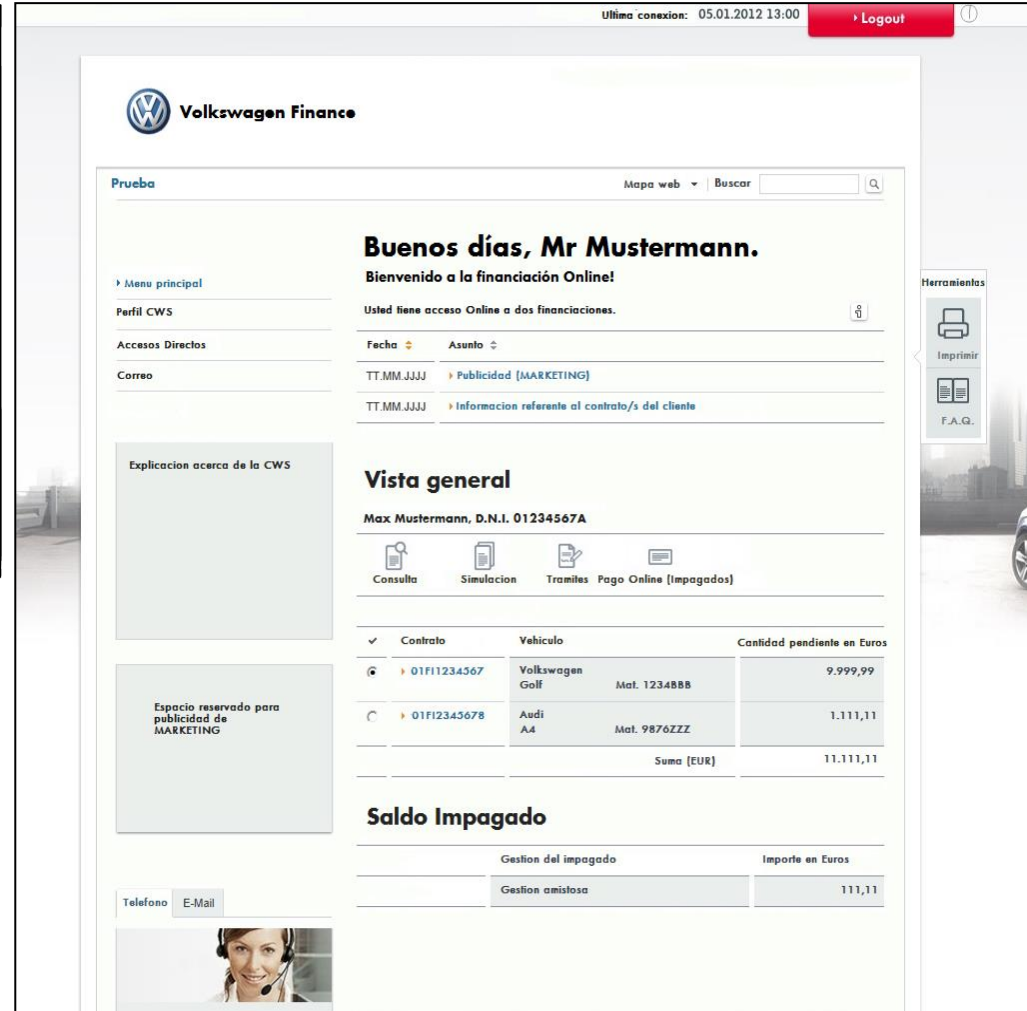 Ultima conexion: 05.01.2012 13:00
Logout
Volkswagen Finance
Prueba
Mapa web
Buscar
Buenos días, Mr Mustermann.
Bienvenido a la financiación Online!
Usted tiene acceso Online a dos financiaciones.
Menu principal
Perfil CWS
Accesos Directos
Correo
Fecha Asunto
TT.MM.JJJJ Publicidad (MARKETING)
TT.MM.JJJJ Informacion referente al contrato/s del cliente
Herramientas
Imprimir
F.A.Q.
Explicacion acerca de la CWS
Vista general
Max Mustermann, D.N.I. 01234567A
Consulta Simulacion Tramites Pago Online (Impagados)
Contrato Vehiculo Cantidad pendiente en Euros
01FI1234567 Volkswagen 9.999,99
Golf Mat. 1234BBB
01FI2345678 Audi 1.111,11
A4 Mat. 9876ZZZ
Suma (EUR) 11.111,11
Espacio reservado para
publicidad de
MARKETING
Saldo Impagado
Gestion del impagado Importe en Euros
Gestion amistosa 111,11
Telefono E-Mail